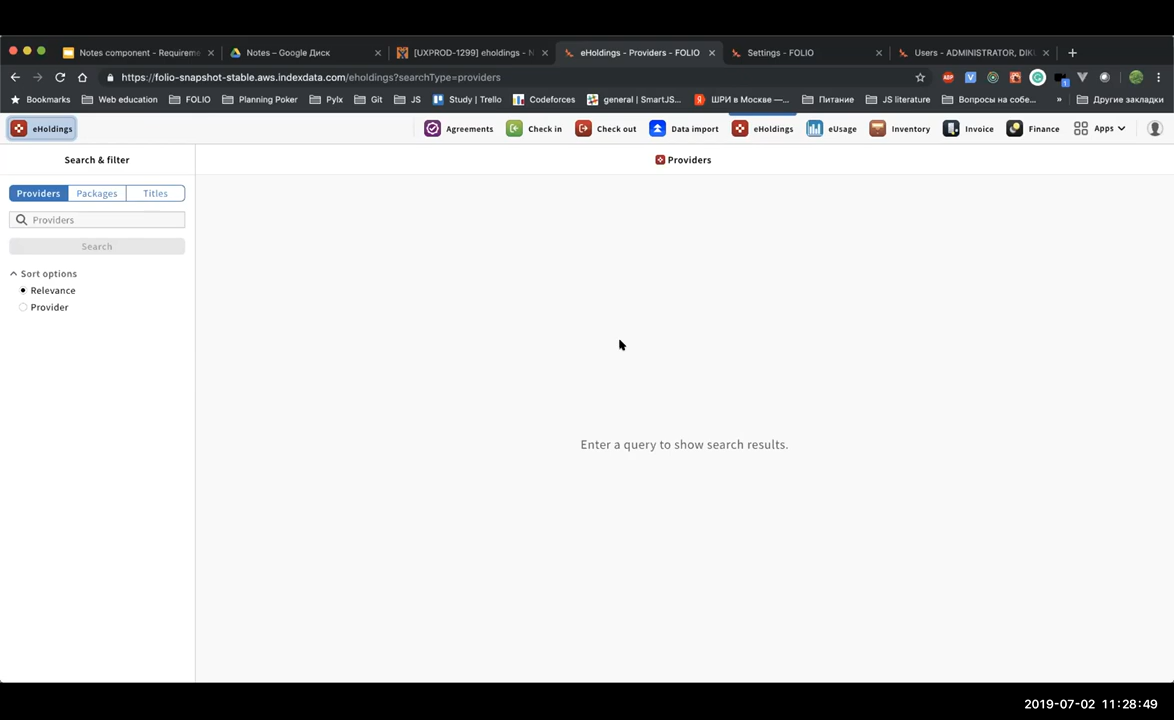 Notes component - Requireme
Notes – Google Диск
[UXPROD-1299] eholdings - N
eHoldings - Providers - FOLIO
Settings - FOLIO
Users - ADMINISTRATOR, DIKU
https://folio-snapshot-stable.aws.indexdata.com/eholdings?searchType=providers
Bookmarks
Web education
FOLIO
Planning Poker
Pylx
Git
JS
Study | Trello
Codeforces
general | SmartJS...
ШРИ в Москве —...
Питание
JS literature
Вопросы на собе...
»
Другие закладки
eHoldings
Agreements
Check in
Check out
Data import
eHoldings
eUsage
Inventory
Invoice
Finance
Apps
Search & filter
Providers
Providers
Packages
Titles
Providers
Search
Sort options
Relevance
Provider
Enter a query to show search results.
2019-07-02 11:28:49